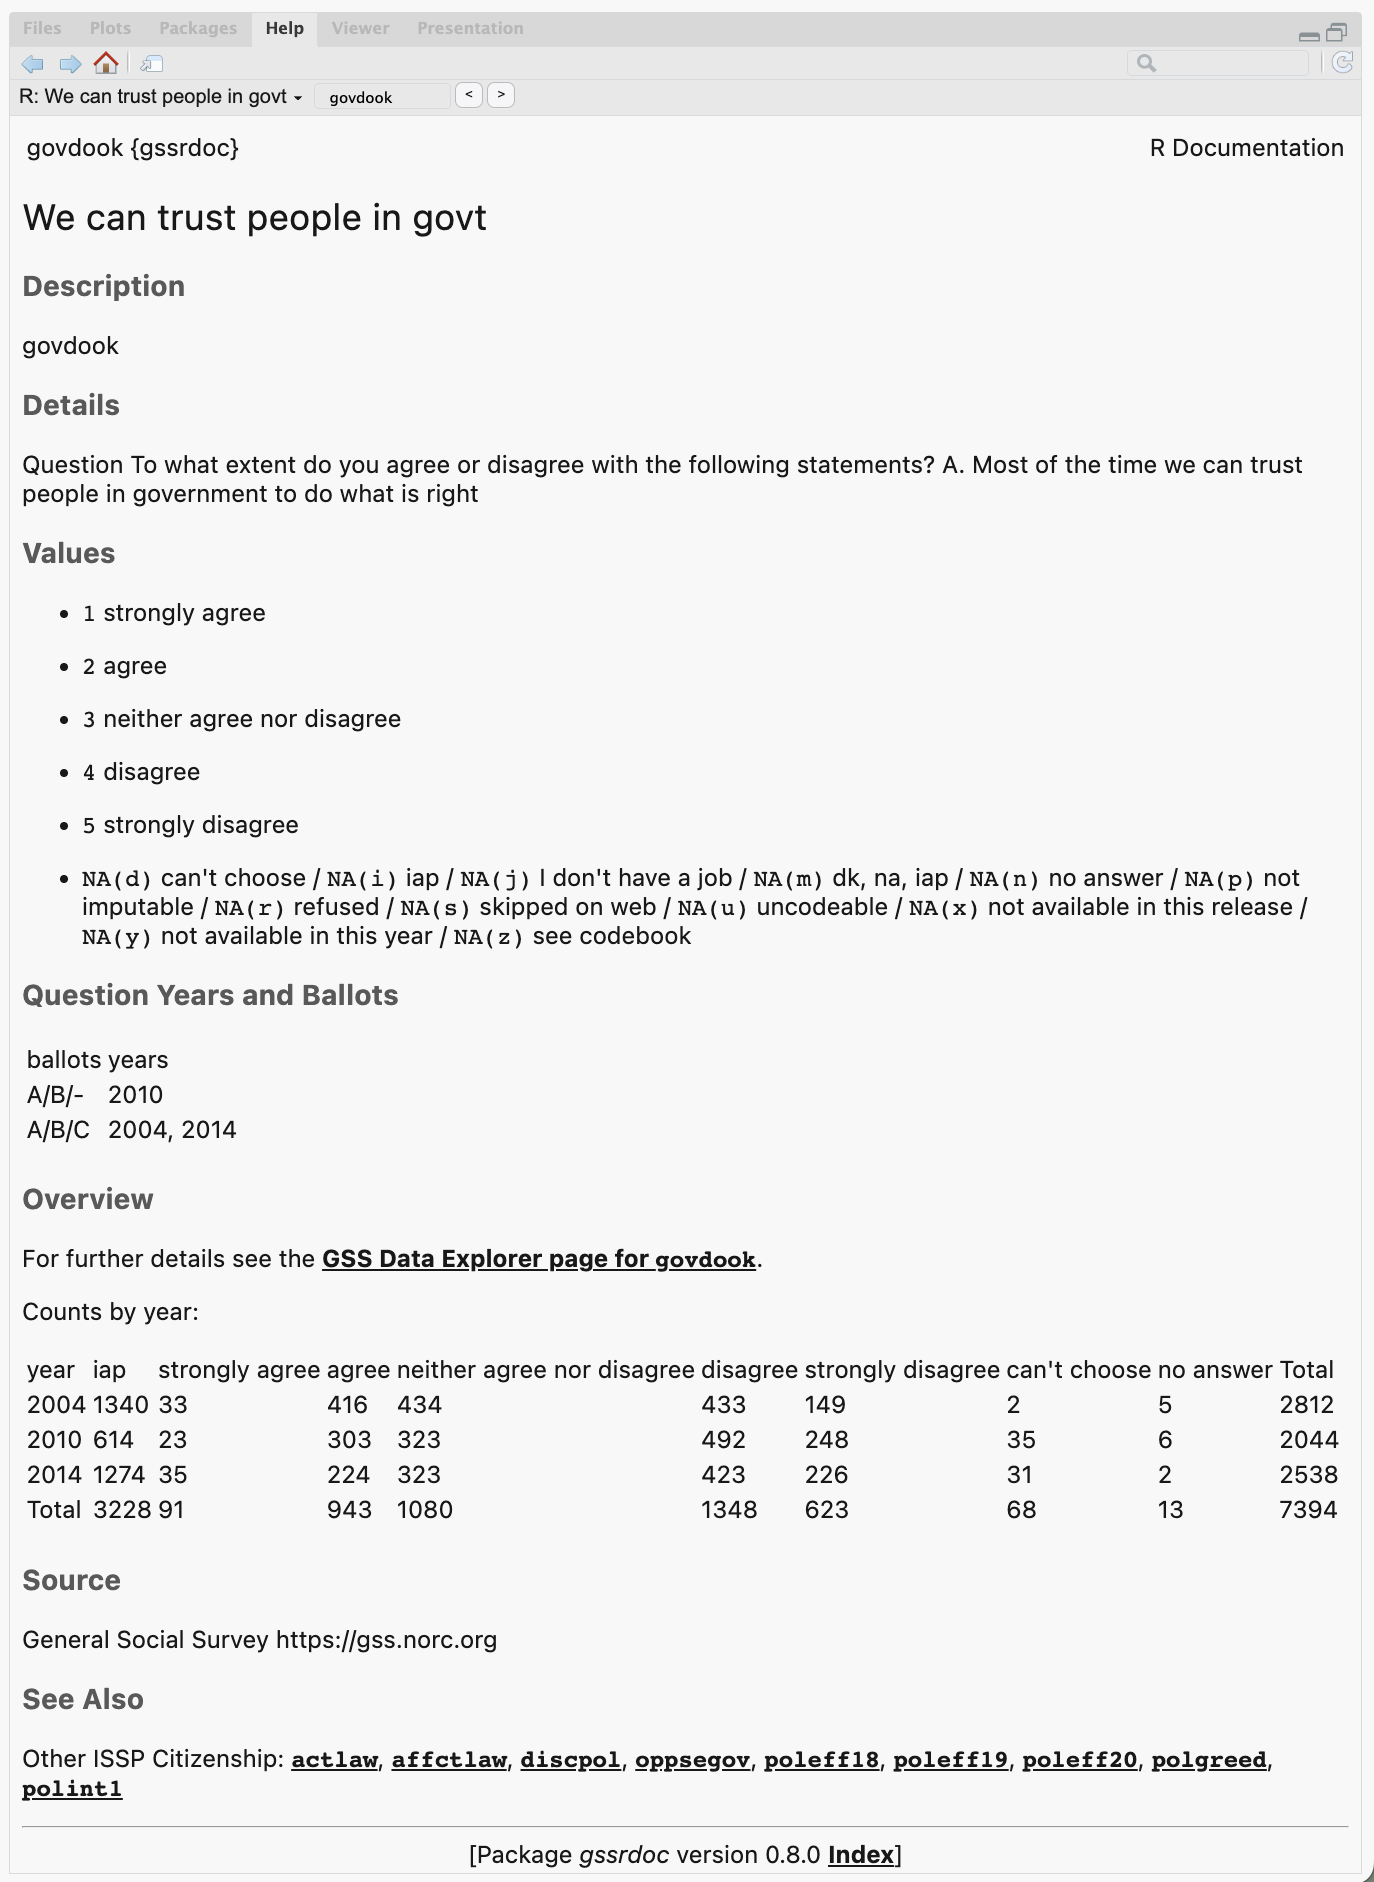 Files Plots Packages Help Viewer Presentation
R: We can trust people in govt govdook < >
govdook {gssrdoc} R Documentation
We can trust people in govt
Description
govdook
Details
Question To what extent do you agree or disagree with the following statements? A. Most of the time we can trust
people in government to do what is right
Values
• 1 strongly agree
• 2 agree
• 3 neither agree nor disagree
• 4 disagree
• 5 strongly disagree
• NA(d) can't choose / NA(i) iap / NA(j) I don't have a job / NA(m) dk, na, iap / NA(n) no answer / NA(p) not
imputable / NA(r) refused / NA(s) skipped on web / NA(u) uncodeable / NA(x) not available in this release /
NA(y) not available in this year / NA(z) see codebook
Question Years and Ballots
ballots years
A/B/- 2010
A/B/C 2004, 2014
Overview
For further details see the GSS Data Explorer page for govdook.
Counts by year:
year iap strongly agree agree neither agree nor disagree disagree strongly disagree can't choose no answer Total
2004 1340 33 416 434 433 149 2 5 2812
2010 614 23 303 323 492 248 35 6 2044
2014 1274 35 224 323 423 226 31 2 2538
Total 3228 91 943 1080 1348 623 68 13 7394
Source
General Social Survey https://gss.norc.org
See Also
Other ISSP Citizenship: actlaw, affctlaw, discpol, oppsegov, poleff18, poleff19, poleff20, polgreed,
polint1
[Package gssrdoc version 0.8.0 Index]